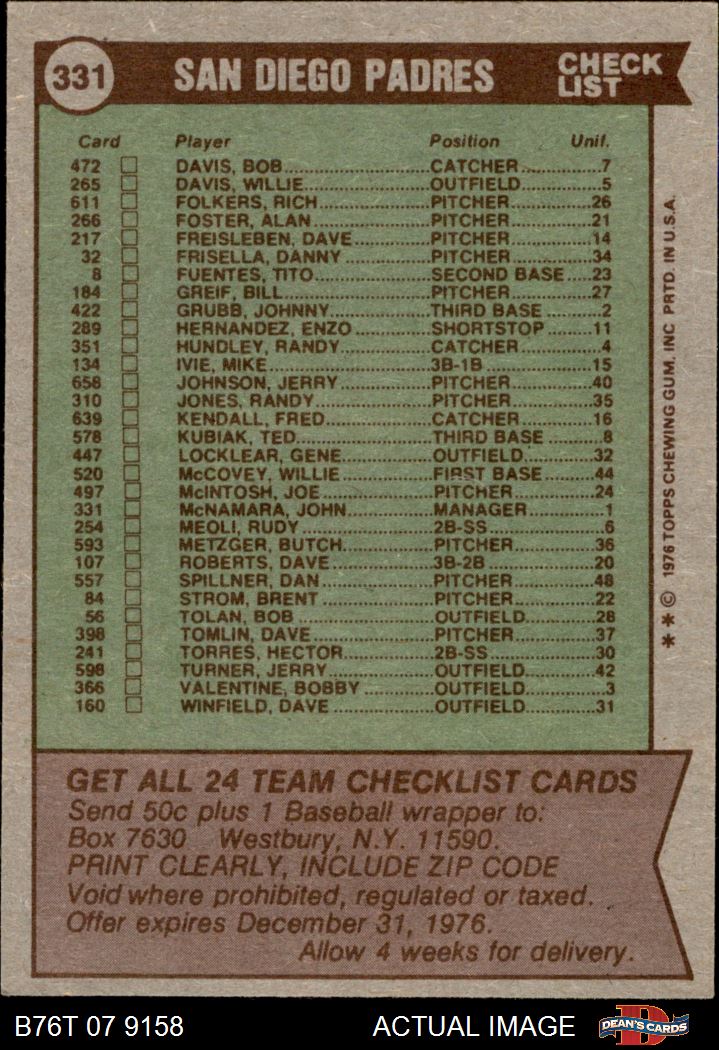 331 SAN DIEGO PADRES CHECK LIST
Card Player Position Unif.
472 DAVIS, BOB CATCHER 7
265 DAVIS, WILLIE OUTFIELD 5
611 FOLKERS, RICH PITCHER 26
266 FOSTER, ALAN PITCHER 21
217 FREISLEBEN, DAVE PITCHER 14
32 FRISELLA, DANNY PITCHER 34
8 FUENTES, TITO SECOND BASE 23
184 GREIF, BILL PITCHER 27
422 GRUBB, JOHNNY THIRD BASE 2
289 HERNANDEZ, ENZO SHORTSTOP 11
351 HUNDLEY, RANDY CATCHER 4
134 IVIE, MIKE 3B-1B 15
658 JOHNSON, JERRY PITCHER 40
310 JONES, RANDY PITCHER 35
639 KENDALL, FRED CATCHER 16
578 KUBIAK, TED THIRD BASE 8
447 LOCKLEAR, GENE OUTFIELD 32
520 McCOVEY, WILLIE FIRST BASE 44
497 McINTOSH, JOE PITCHER 24
331 McNAMARA, JOHN MANAGER 1
254 MEOLI, RUDY 2B-SS 6
593 METZGER, BUTCH PITCHER 36
107 ROBERTS, DAVE 3B-2B 20
557 SPILLNER, DAN PITCHER 48
84 STROM, BRENT PITCHER 22
56 TOLAN, BOB OUTFIELD 28
398 TOMLIN, DAVE PITCHER 37
241 TORRES, HECTOR 2B-SS 30
598 TURNER, JERRY OUTFIELD 42
366 VALENTINE, BOBBY OUTFIELD 3
160 WINFIELD, DAVE OUTFIELD 31
GET ALL 24 TEAM CHECKLIST CARDS
Send 50c plus 1 Baseball wrapper to:
Box 7630 Westbury, N.Y. 11590.
PRINT CLEARLY, INCLUDE ZIP CODE
Void where prohibited, regulated or taxed.
Offer expires December 31, 1976.
Allow 4 weeks for delivery.
** © 1976 TOPPS CHEWING GUM, INC PRTD. IN U.S.A.
B76T 07 9158 ACTUAL IMAGE D DEAN'S CARDS